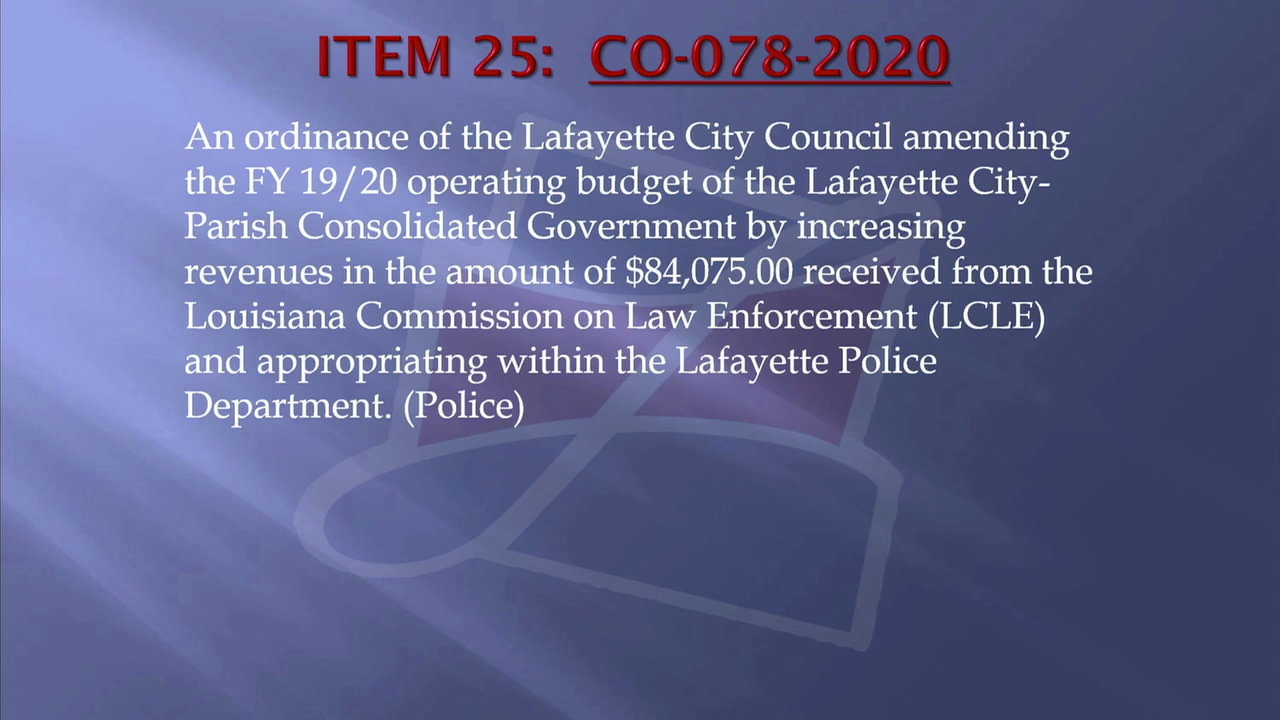 ITEM 25: CO-078-2020
An ordinance of the Lafayette City Council amending
the FY 19/20 operating budget of the Lafayette City-
Parish Consolidated Government by increasing
revenues in the amount of $84,075.00 received from the
Louisiana Commission on Law Enforcement (LCLE)
and appropriating within the Lafayette Police
Department. (Police)